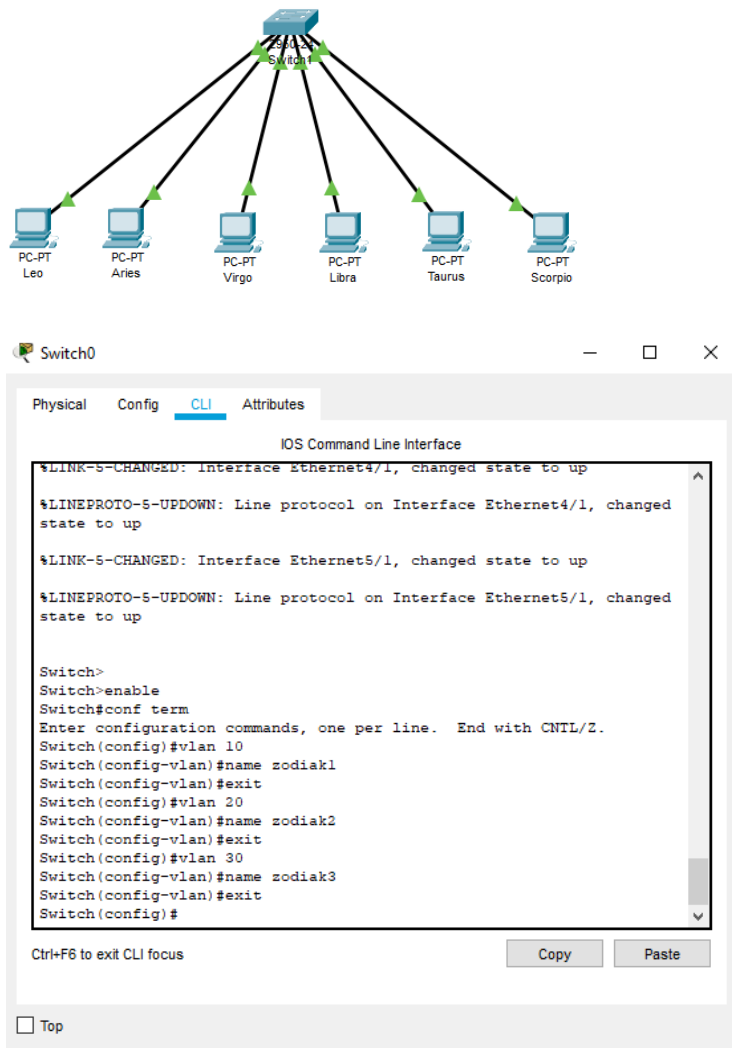 2950-24
Switch1
PC-PT
Leo
PC-PT
Aries
PC-PT
Virgo
PC-PT
Libra
PC-PT
Taurus
PC-PT
Scorpio
Switch0
Physical Config CLI Attributes
IOS Command Line Interface
%LINK-5-CHANGED: Interface Ethernet4/1, changed state to up
%LINEPROTO-5-UPDOWN: Line protocol on Interface Ethernet4/1, changed
state to up
%LINK-5-CHANGED: Interface Ethernet5/1, changed state to up
%LINEPROTO-5-UPDOWN: Line protocol on Interface Ethernet5/1, changed
state to up
Switch>
Switch>enable
Switch#conf term
Enter configuration commands, one per line. End with CNTL/Z.
Switch(config)#vlan 10
Switch(config-vlan)#name zodiak1
Switch(config-vlan)#exit
Switch(config)#vlan 20
Switch(config-vlan)#name zodiak2
Switch(config-vlan)#exit
Switch(config)#vlan 30
Switch(config-vlan)#name zodiak3
Switch(config-vlan)#exit
Switch(config)#
Ctrl+F6 to exit CLI focus
Copy
Paste
Top